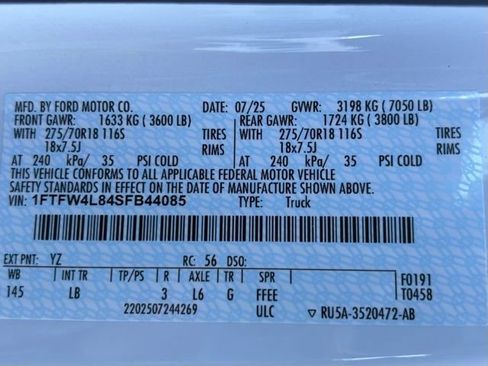 MFD. BY FORD MOTOR CO. DATE: 07/25 GVWR: 3198 KG ( 7050 LB)
FRONT GAWR: 1633 KG ( 3600 LB) REAR GAWR: 1724 KG ( 3800 LB)
WITH 275/70R18 116S TIRES WITH 275/70R18 116S TIRES
18x7.5J RIMS 18x7.5J RIMS
AT 240 kPa/ 35 PSI COLD AT 240 kPa/ 35 PSI COLD
THIS VEHICLE CONFORMS TO ALL APPLICABLE FEDERAL MOTOR VEHICLE
SAFETY STANDARDS IN EFFECT ON THE DATE OF MANUFACTURE SHOWN ABOVE.
VIN: 1FTFW4L84SFB44085 TYPE: Truck
EXT PNT: YZ RC: 56 DSO:
WB INT TR TP/PS R AXLE TR SPR F0191
145 LB 3 L6 G FFEE T0458
2202507244269 ULC ▽ RU5A-3520472-AB